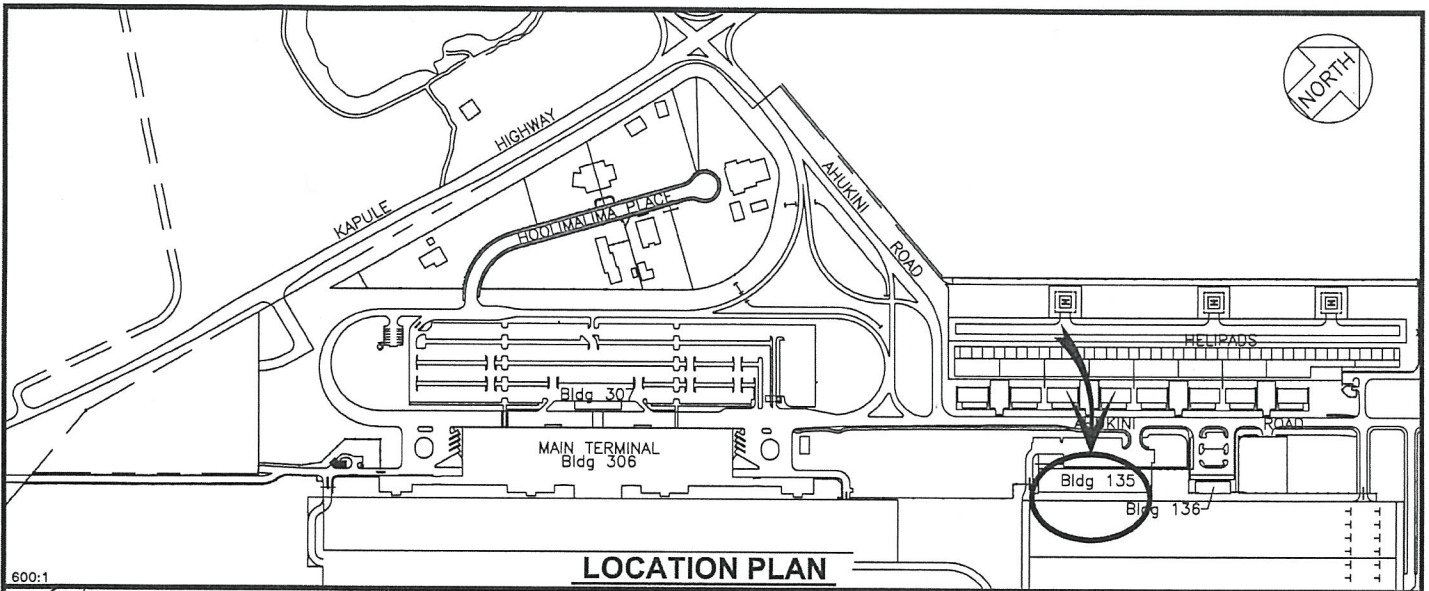 NORTH
HIGHWAY
KAPULE
HOOLIMALIMA PLACE
AHUKINI
ROAD
H
H
H
HELIPADS
Bldg 307
AHUKINI ROAD
MAIN TERMINAL
Bldg 306
Bldg 135
Bldg 136
LOCATION PLAN
600:1